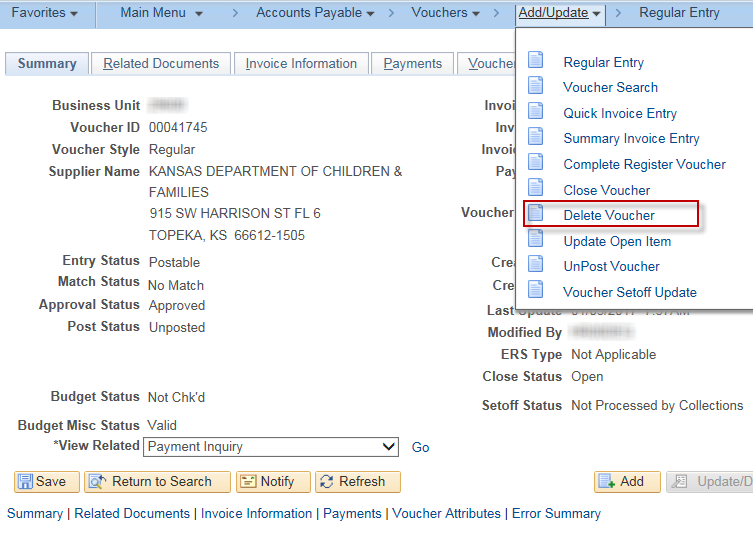 Favorites Main Menu > Accounts Payable > Vouchers > Add/Update > Regular Entry
Summary Related Documents Invoice Information Payments Voucher
Regular Entry
Voucher Search
Quick Invoice Entry
Summary Invoice Entry
Complete Register Voucher
Close Voucher
Delete Voucher
Update Open Item
UnPost Voucher
Voucher Setoff Update
Business Unit
Voucher ID 00041745
Voucher Style Regular
Supplier Name KANSAS DEPARTMENT OF CHILDREN &
FAMILIES
915 SW HARRISON ST FL 6
TOPEKA, KS 66612-1505
Entry Status Postable
Match Status No Match
Approval Status Approved
Post Status Unposted
Budget Status Not Chk'd
Budget Misc Status Valid
*View Related Payment Inquiry Go
Invoi
Inv
Invoi
Pay
Voucher
Crea
Cre
Last Update
Modified By
ERS Type Not Applicable
Close Status Open
Setoff Status Not Processed by Collections
Save Return to Search Notify Refresh Add Update/D
Summary | Related Documents | Invoice Information | Payments | Voucher Attributes | Error Summary